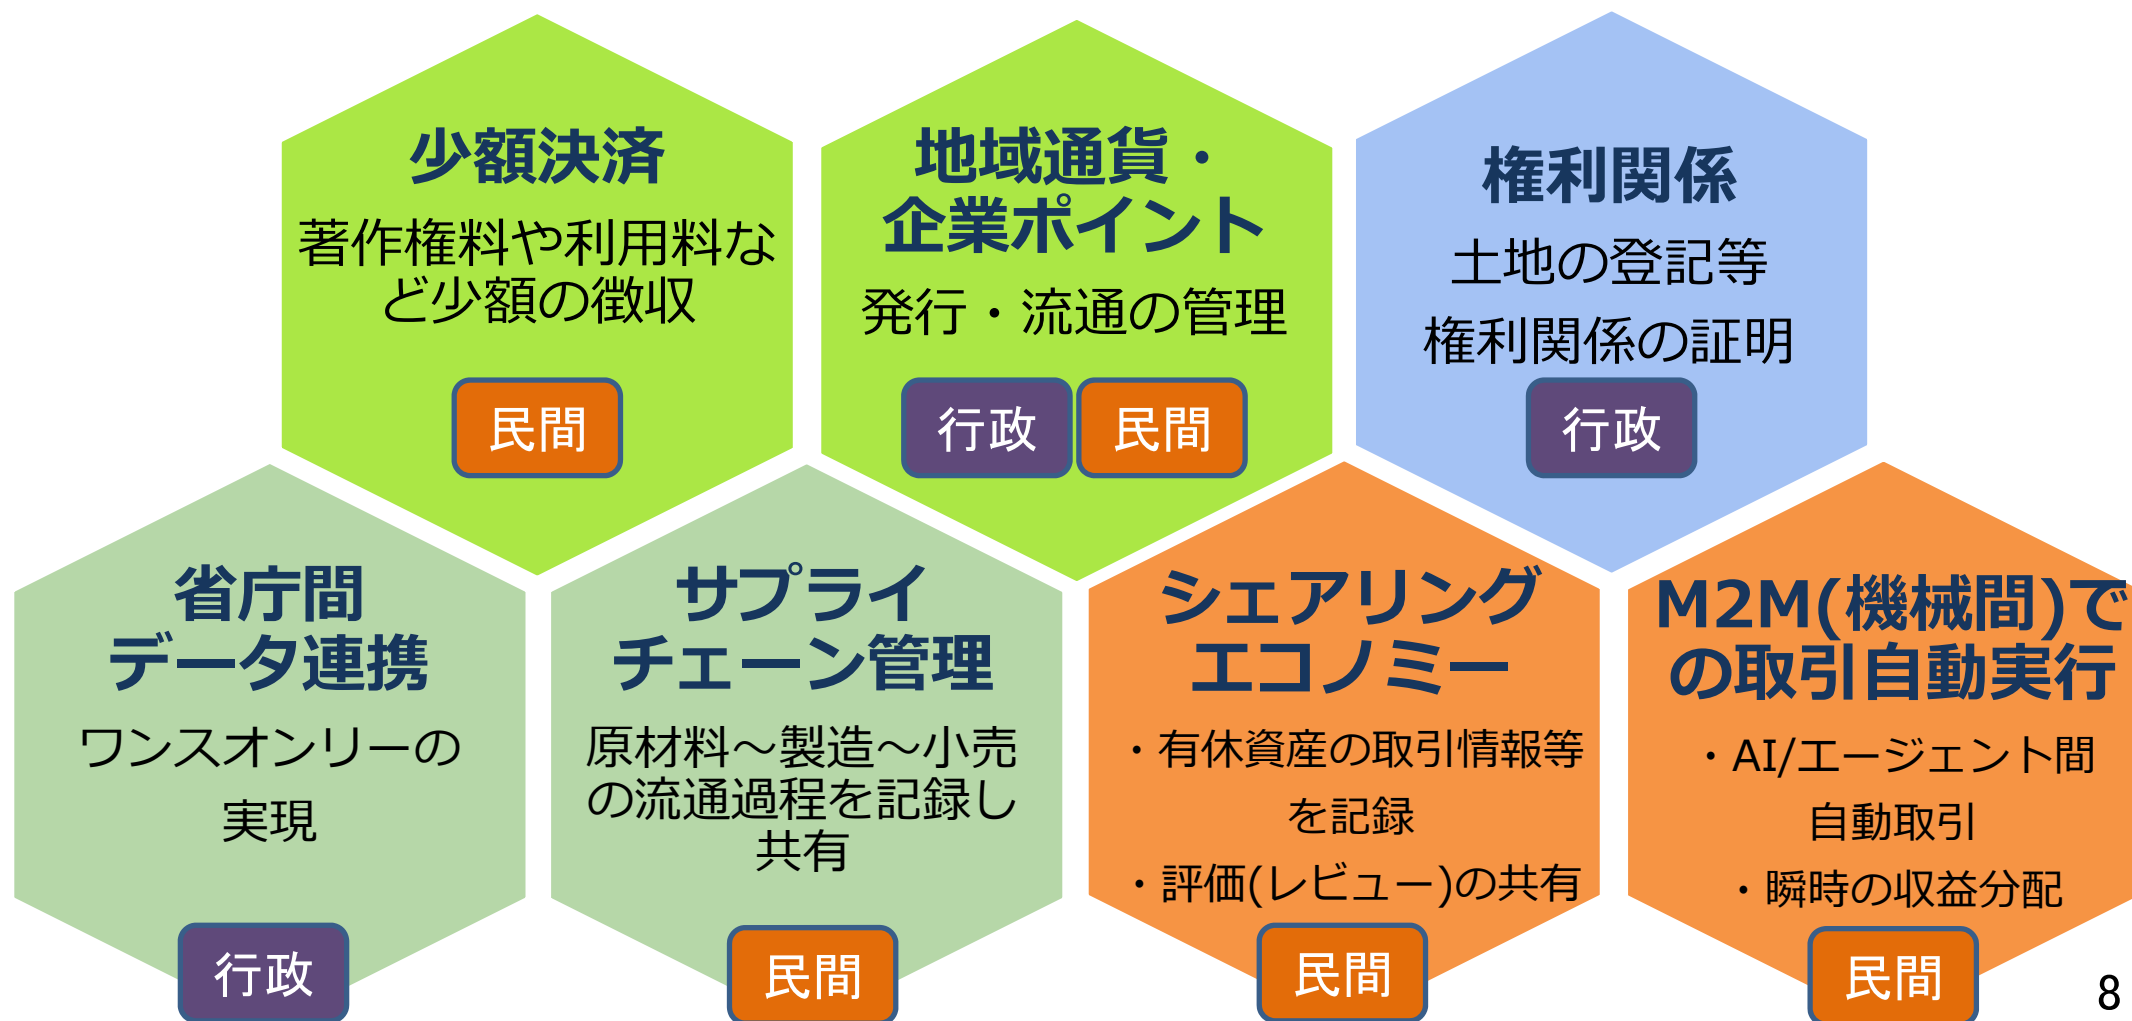 少額決済
著作権料や利用料な
ど少額の徴収
民間
地域通貨・
企業ポイント
発行・流通の管理
行政
民間
権利関係
土地の登記等
権利関係の証明
行政
省庁間
データ連携
ワンスオンリーの
実現
行政
サプライ
チェーン管理
原材料～製造～小売
の流通過程を記録し
共有
民間
シェアリング
エコノミー
・有休資産の取引情報等
を記録
・評価(レビュー)の共有
民間
M2M(機械間)で
の取引自動実行
・AI/エージェント間
自動取引
・瞬時の収益分配
民間
8